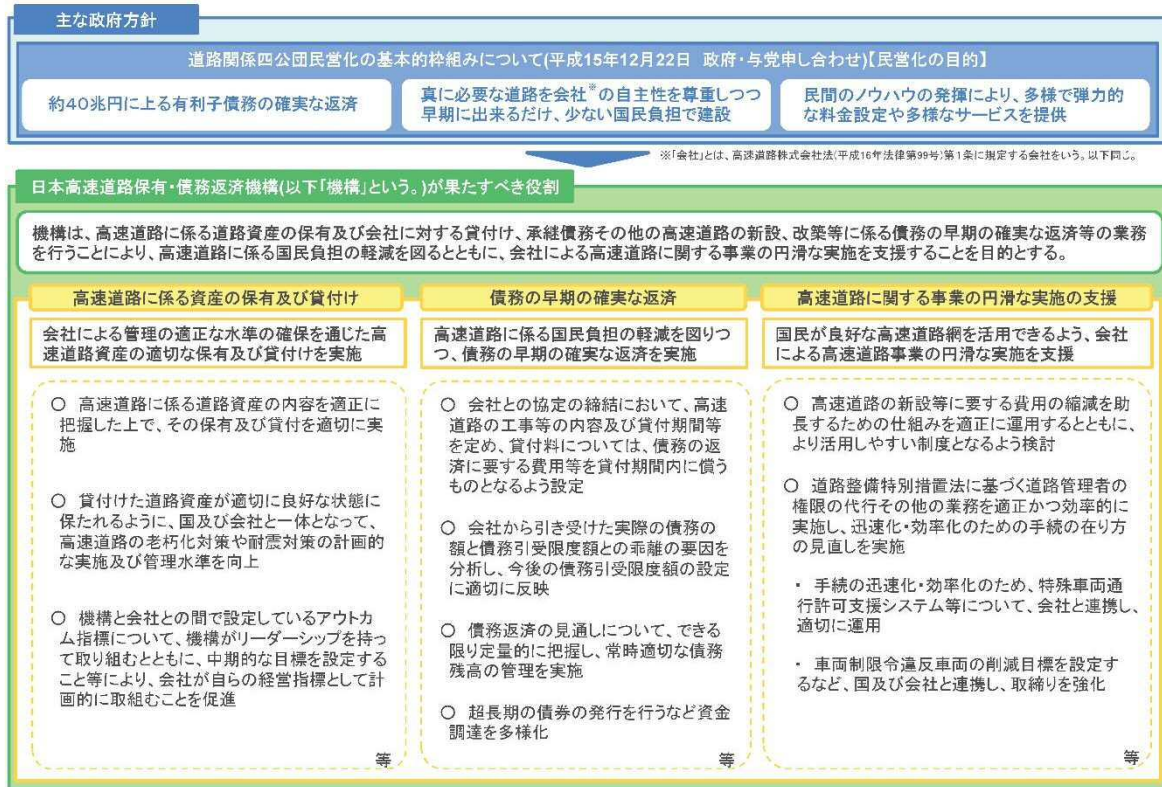 主な政府方針
道路関係四公団民営化の基本的枠組みについて(平成15年12月22日 政府・与党申し合わせ)【民営化の目的】
約40兆円に上る有利子債務の確実な返済
真に必要な道路を会社※の自主性を尊重しつつ
早期に出来るだけ、少ない国民負担で建設
民間のノウハウの発揮により、多様で弾力的
な料金設定や多様なサービスを提供
※「会社」とは、高速道路株式会社法(平成16年法律第99号)第1条に規定する会社をいう。以下同じ。
日本高速道路保有・債務返済機構(以下「機構」という。)が果たすべき役割
機構は、高速道路に係る道路資産の保有及び会社に対する貸付け、承継債務その他の高速道路の新設、改築等に係る債務の早期の確実な返済等の業務
を行うことにより、高速道路に係る国民負担の軽減を図るとともに、会社による高速道路に関する事業の円滑な実施を支援することを目的とする。
高速道路に係る資産の保有及び貸付け
会社による管理の適正な水準の確保を通じた高
速道路資産の適切な保有及び貸付けを実施
○ 高速道路に係る道路資産の内容を適正に
把握した上で、その保有及び貸付を適切に実
施
○ 貸付けた道路資産が適切に良好な状態に
保たれるように、国及び会社と一体となって、
高速道路の老朽化対策や耐震対策の計画的
な実施及び管理水準を向上
○ 機構と会社との間で設定しているアウトカ
ム指標について、機構がリーダーシップを持っ
て取り組むとともに、中期的な目標を設定する
こと等により、会社が自らの経営指標として計
画的に取組むことを促進
等
債務の早期の確実な返済
高速道路に係る国民負担の軽減を図りつ
つ、債務の早期の確実な返済を実施
○ 会社との協定の締結において、高速
道路の工事等の内容及び貸付期間等
を定め、貸付料については、債務の返
済に要する費用等を貸付期間内に償う
ものとなるよう設定
○ 会社から引き受けた実際の債務の
額と債務引受限度額との乖離の要因を
分析し、今後の債務引受限度額の設定
に適切に反映
○ 債務返済の見通しについて、できる
限り定量的に把握し、常時適切な債務
残高の管理を実施
○ 超長期の債券の発行を行うなど資金
調達を多様化
等
高速道路に関する事業の円滑な実施の支援
国民が良好な高速道路網を活用できるよう、会社
による高速道路事業の円滑な実施を支援
○ 高速道路の新設等に要する費用の縮減を助
長するための仕組みを適正に運用するとともに、
より活用しやすい制度となるよう検討
○ 道路整備特別措置法に基づく道路管理者の
権限の代行その他の業務を適正かつ効率的に
実施し、迅速化・効率化のための手続の在り方
の見直しを実施
・ 手続の迅速化・効率化のため、特殊車両通
行許可支援システム等について、会社と連携し、
適切に運用
・ 車両制限令違反車両の削減目標を設定す
るなど、国及び会社と連携し、取締りを強化
等